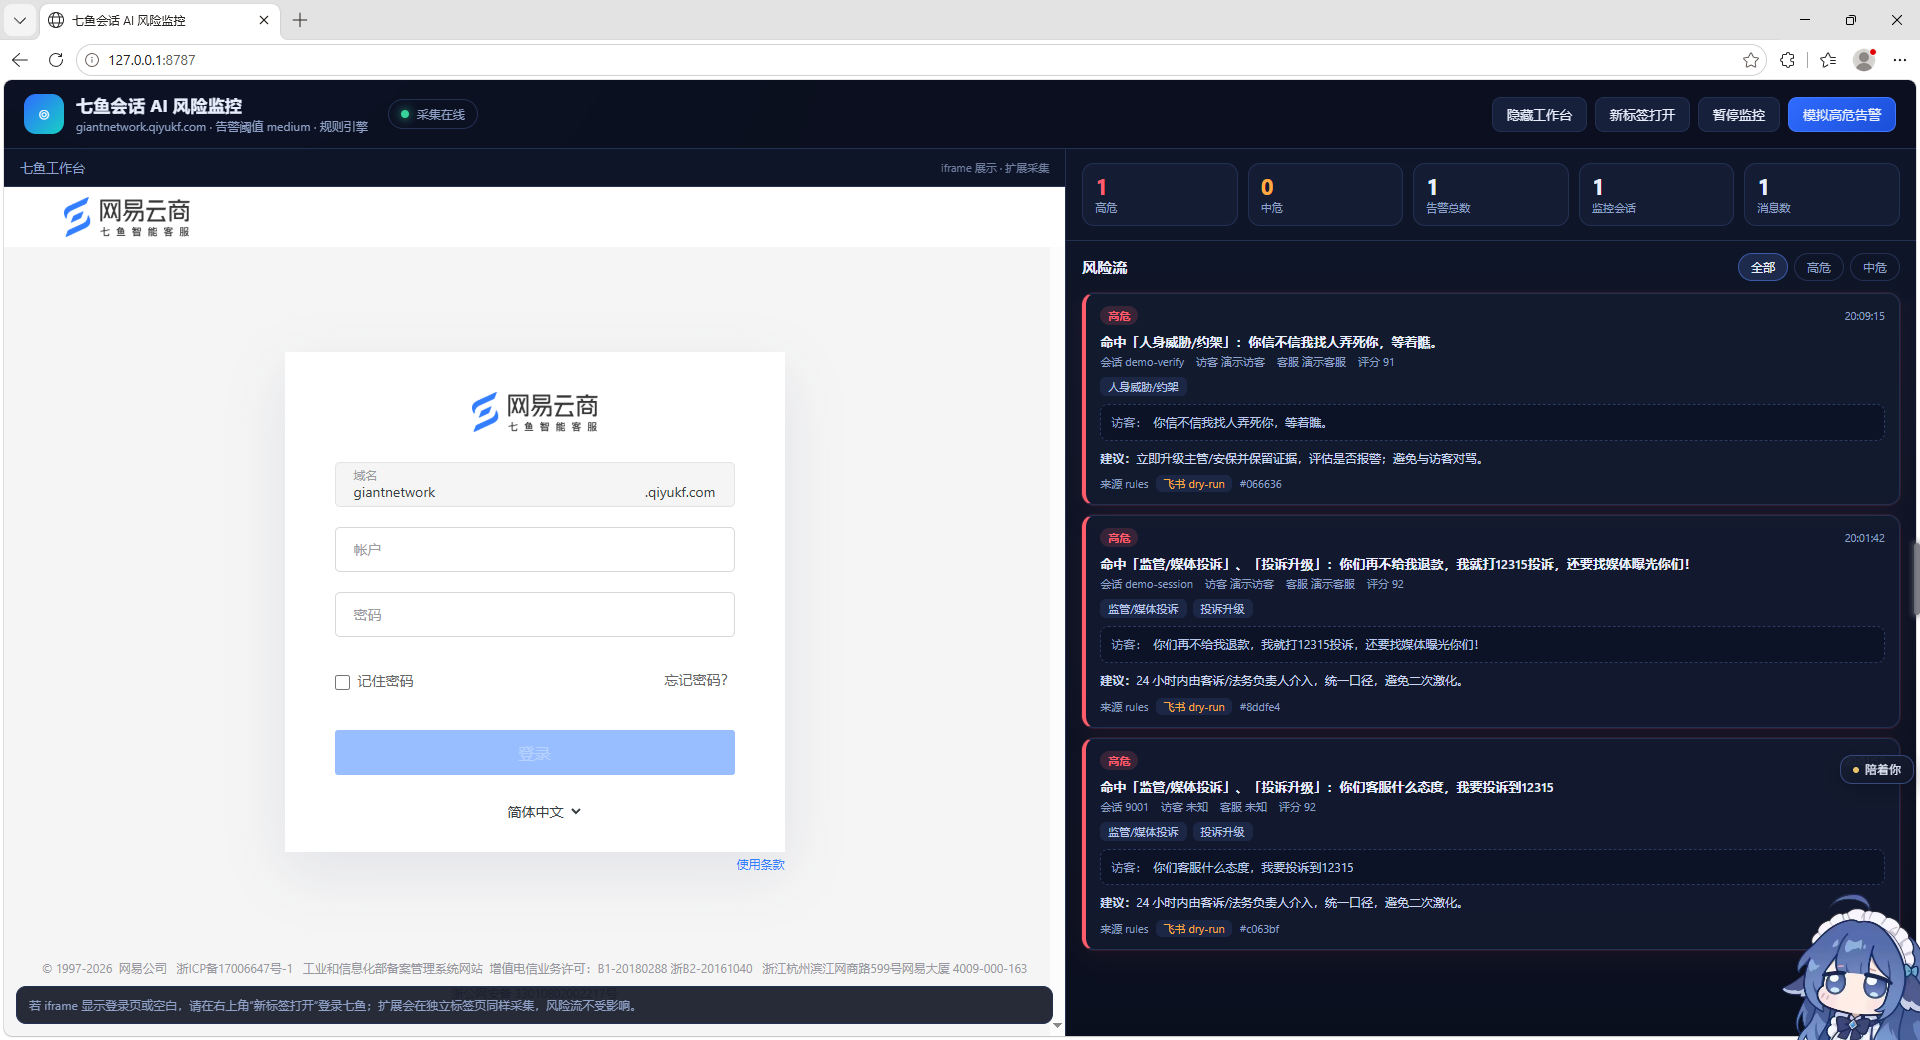 七鱼会话 AI 风险监控
127.0.0.1:8787
七鱼会话 AI 风险监控
giantnetwork.qiyukf.com · 告警阈值 medium · 规则引擎
采集在线
隐藏工作台
新标签打开
暂停监控
模拟高危告警
七鱼工作台
iframe 展示 · 扩展采集
网易云商
七鱼智能客服
网易云商
七鱼智能客服
域名
giantnetwork .qiyukf.com
帐户
密码
记住密码 忘记密码?
登录
简体中文
使用条款
© 1997-2026 网易公司 浙ICP备17006647号-1 工业和信息化部备案管理系统网站 增值电信业务许可：B1-20180288 浙B2-20161040 浙江杭州滨江网商路599号网易大厦 4009-000-163
若 iframe 显示登录页或空白，请在右上角“新标签打开”登录七鱼；扩展会在独立标签页同样采集，风险流不受影响。
1
高危
0
中危
1
告警总数
1
监控会话
1
消息数
风险流
全部 高危 中危
高危 20:09:15
命中「人身威胁/约架」：你信不信我找人弄死你，等着瞧。
会话 demo-verify 访客 演示访客 客服 演示客服 评分 91
人身威胁/约架
访客： 你信不信我找人弄死你，等着瞧。
建议：立即升级主管/安保并保留证据，评估是否报警；避免与访客对骂。
来源 rules 飞书 dry-run #066636
高危 20:01:42
命中「监管/媒体投诉」、「投诉升级」：你们再不给我退款，我就打12315投诉，还要找媒体曝光你们！
会话 demo-session 访客 演示访客 客服 演示客服 评分 92
监管/媒体投诉 投诉升级
访客： 你们再不给我退款，我就打12315投诉，还要找媒体曝光你们！
建议：24 小时内由客诉/法务负责人介入，统一口径，避免二次激化。
来源 rules 飞书 dry-run #8ddfe4
高危
陪着你
命中「监管/媒体投诉」、「投诉升级」：你们客服什么态度，我要投诉到12315
会话 9001 访客 未知 客服 未知 评分 92
监管/媒体投诉 投诉升级
访客： 你们客服什么态度，我要投诉到12315
建议：24 小时内由客诉/法务负责人介入，统一口径，避免二次激化。
来源 rules 飞书 dry-run #c063bf